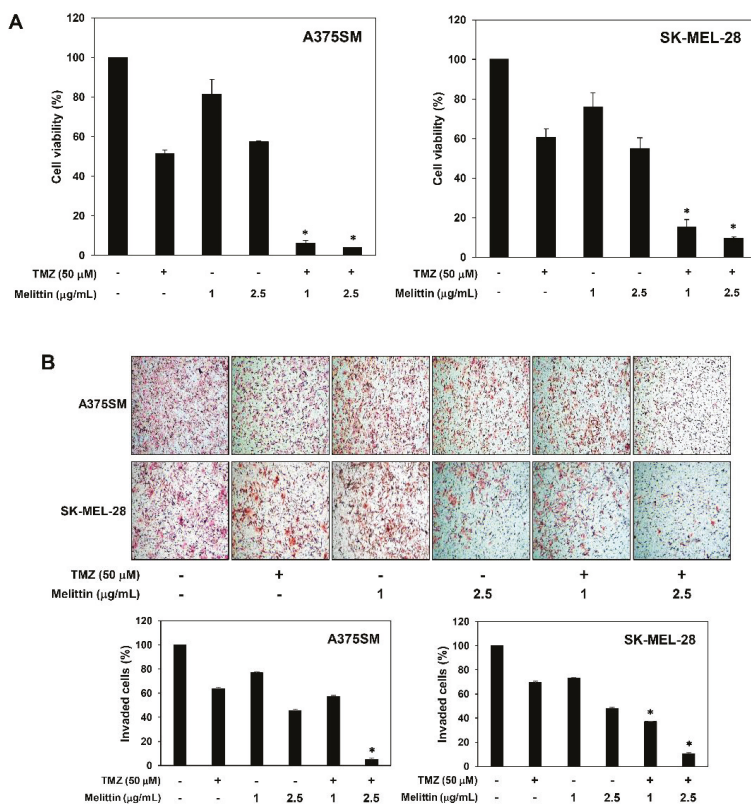 A
A375SM
120
100
80
60
40
20
0
Cell viability (%)
*
*
TMZ (50 μM) - + - - + +
Melittin (μg/mL) - - 1 2.5 1 2.5
SK-MEL-28
120
100
80
60
40
20
0
Cell viability (%)
*
*
TMZ (50 μM) - + - - + +
Melittin (μg/mL) - - 1 2.5 1 2.5
B
A375SM
SK-MEL-28
TMZ (50 μM) - + - - + +
Melittin (μg/mL) - - 1 2.5 1 2.5
A375SM
120
100
80
60
40
20
0
Invaded cells (%)
*
TMZ (50 μM) - + - - + +
Melittin (μg/mL) - - 1 2.5 1 2.5
SK-MEL-28
120
100
80
60
40
20
0
Invaded cells (%)
*
*
TMZ (50 μM) - + - - + +
Melittin (μg/mL) - - 1 2.5 1 2.5